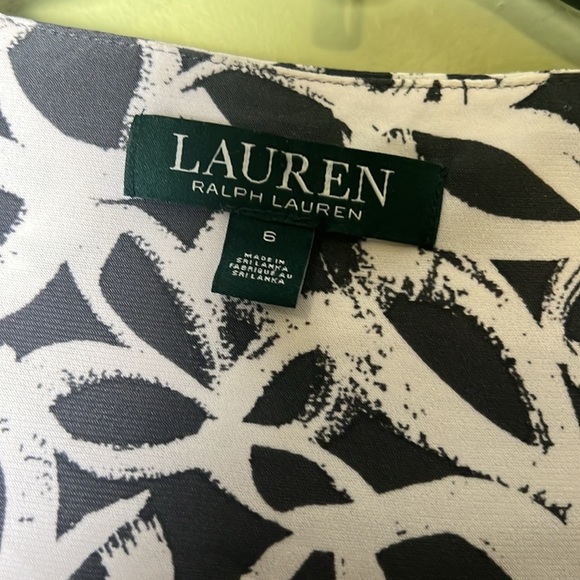 LAUREN
RALPH LAUREN
6
MADE IN
SRI LANKA
FABRIQUÉ AU
SRI LANKA